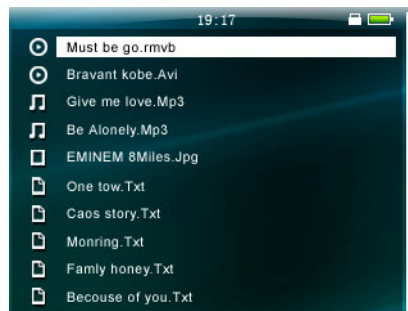 19:17
Must be go.rmvb
Bravant kobe.Avi
Give me love.Mp3
Be Alonely.Mp3
EMINEM 8Miles.Jpg
One tow.Txt
Caos story.Txt
Monring.Txt
Famly honey.Txt
Becouse of you.Txt